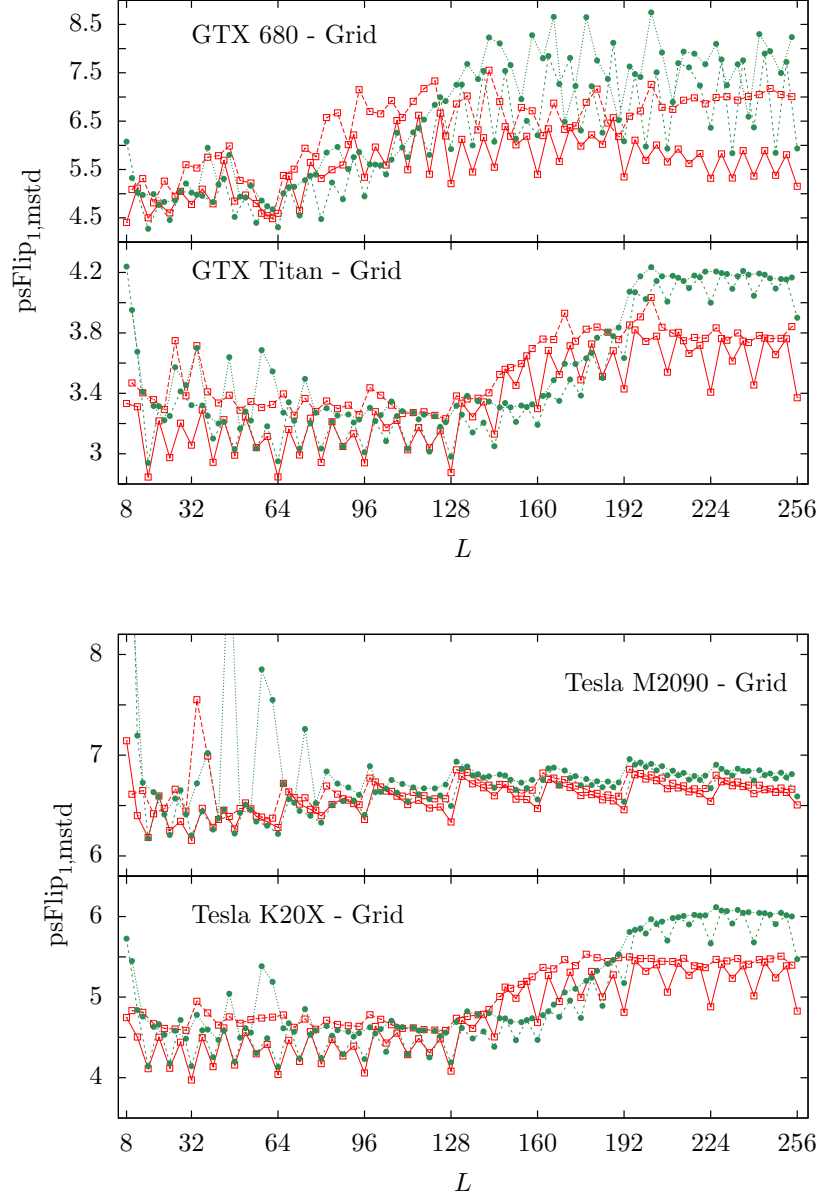 8.5
GTX 680 - Grid
7.5
6.5
5.5
4.5
psFlip1,mstd
GTX Titan - Grid
4.2
3.8
3.4
3
8 32 64 96 128 160 192 224 256
L
8
Tesla M2090 - Grid
7
6
psFlip1,mstd
Tesla K20X - Grid
6
5
4
8 32 64 96 128 160 192 224 256
L